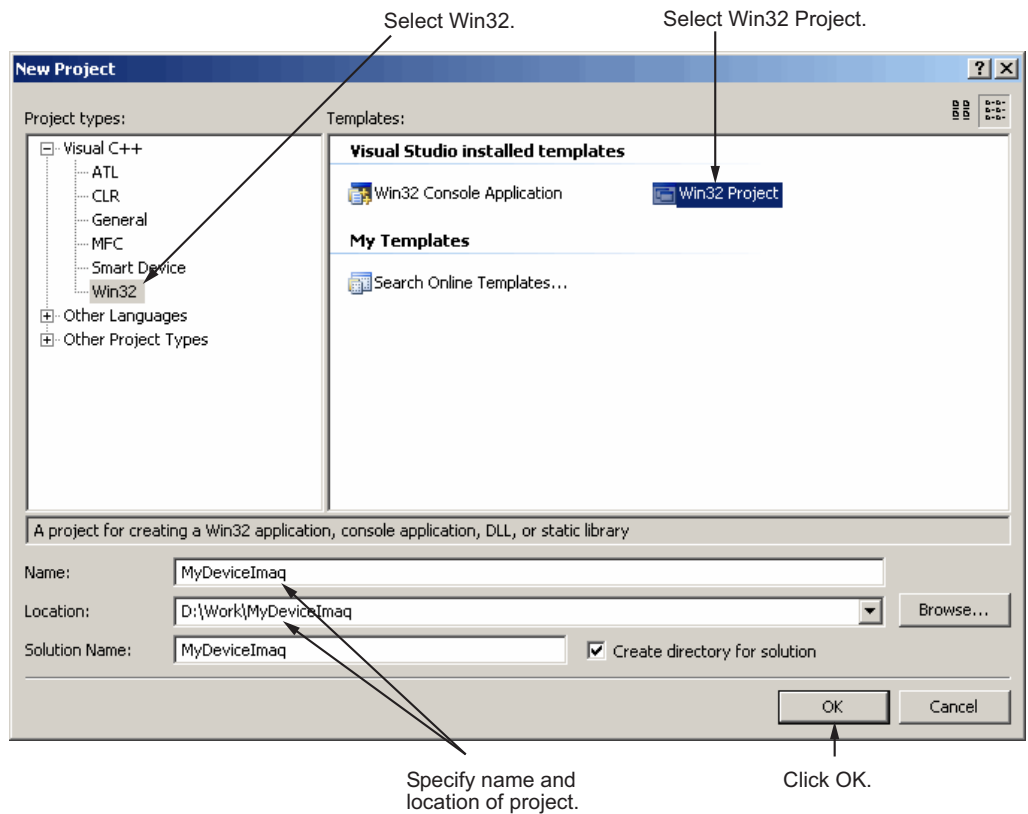 Select Win32.
Select Win32 Project.
New Project
Project types:
Templates:
Visual C++
ATL
CLR
General
MFC
Smart Device
Win32
Other Languages
Other Project Types
Visual Studio installed templates
Win32 Console Application
Win32 Project
My Templates
Search Online Templates...
A project for creating a Win32 application, console application, DLL, or static library
Name:
MyDeviceImaq
Location:
D:\Work\MyDeviceImaq
Browse...
Solution Name:
MyDeviceImaq
Create directory for solution
OK
Cancel
Specify name and
location of project.
Click OK.